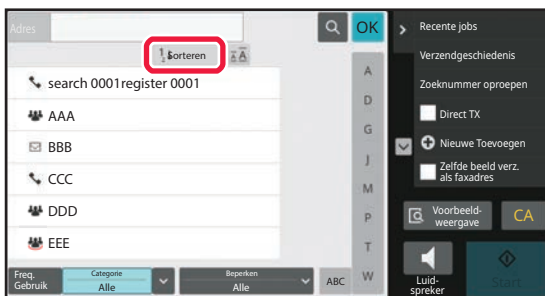 Adres
OK
Sorteren
search 0001register 0001
AAA
BBB
CCC
DDD
EEE
A
D
G
J
M
P
T
W
Freq.
Gebruik
Categorie
Alle
Beperken
Alle
ABC
Recente jobs
Verzendgeschiedenis
Zoeknummer oproepen
Direct TX
Nieuwe Toevoegen
Zelfde beeld verz.
als faxadres
Voorbeeld-
weergave
CA
Luid-
spreker
Start